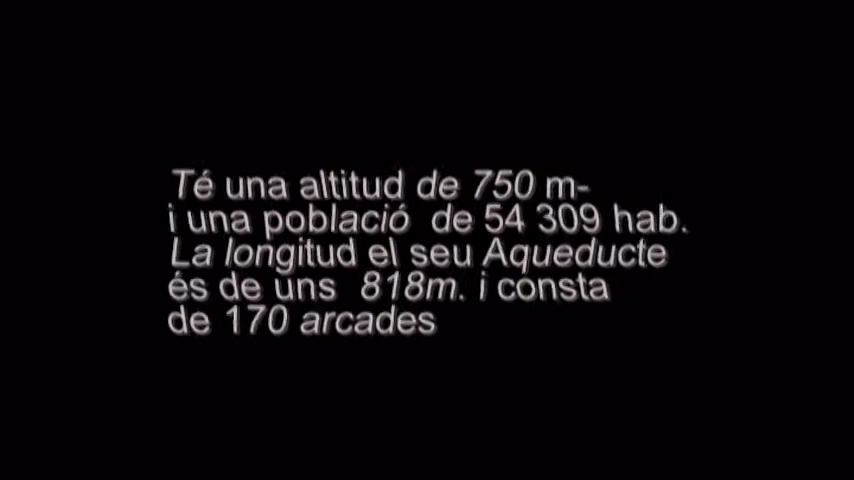 Té una altitud de 750 m-
i una població de 54 309 hab.
La longitud el seu Aqueducte
és de uns 818m. i consta
de 170 arcades